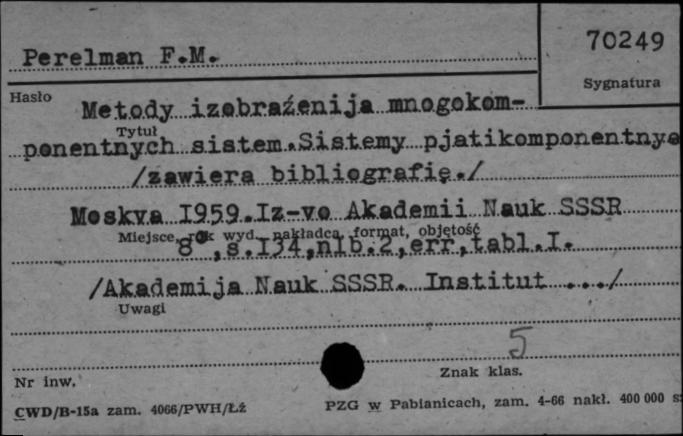 Perelman F.M.
70249
Sygnatura
Hasło
Metody izobraźenija mnogokom-
Tytuł
ponentnych sistem.Sistemy pjatikomponentnye
/zawiera bibliografię./
Moskva 1959.Iz-vo Akademii Nauk SSSR
Miejsce, rok wyd., nakładca, format, objętość
8°,s.134,nlb.2,err,tabl.I.
/Akademija Nauk SSSR. Institut .../
Uwagi
5
Nr inw.
Znak klas.
CWD/B-15a zam. 4066/PWH/Łź
PZG w Pabianicach, zam. 4-66 nakł. 400 000